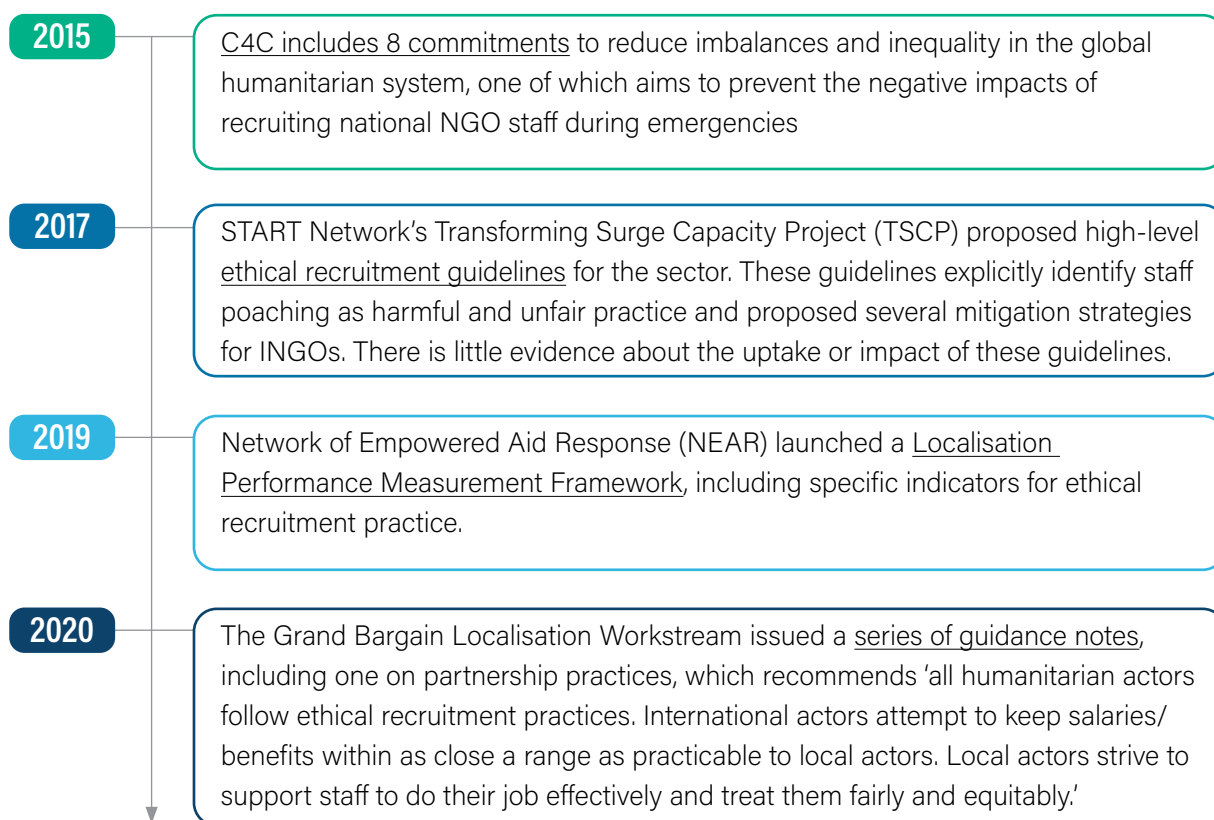 2015
C4C includes 8 commitments to reduce imbalances and inequality in the global
humanitarian system, one of which aims to prevent the negative impacts of
recruiting national NGO staff during emergencies
2017
START Network’s Transforming Surge Capacity Project (TSCP) proposed high-level
ethical recruitment guidelines for the sector. These guidelines explicitly identify staff
poaching as harmful and unfair practice and proposed several mitigation strategies
for INGOs. There is little evidence about the uptake or impact of these guidelines.
2019
Network of Empowered Aid Response (NEAR) launched a Localisation
Performance Measurement Framework, including specific indicators for ethical
recruitment practice.
2020
The Grand Bargain Localisation Workstream issued a series of guidance notes,
including one on partnership practices, which recommends ‘all humanitarian actors
follow ethical recruitment practices. International actors attempt to keep salaries/
benefits within as close a range as practicable to local actors. Local actors strive to
support staff to do their job effectively and treat them fairly and equitably.’